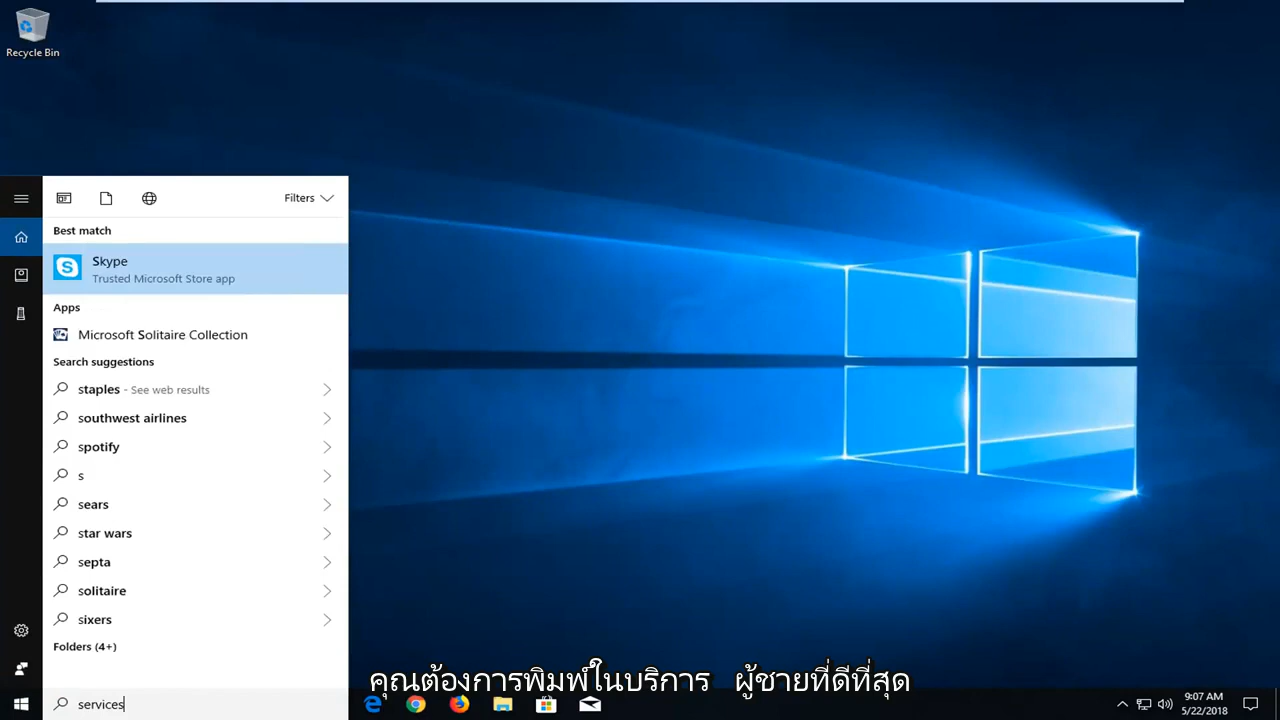 Recycle Bin
Filters
Best match
Skype
Trusted Microsoft Store app
Apps
Microsoft Solitaire Collection
Search suggestions
staples - See web results
southwest airlines
spotify
s
sears
star wars
septa
solitaire
sixers
Folders (4+)
คุณต้องการพิมพ์ในบริการ ผู้ชายที่ดีที่สุด
services
9:07 AM
5/22/2018